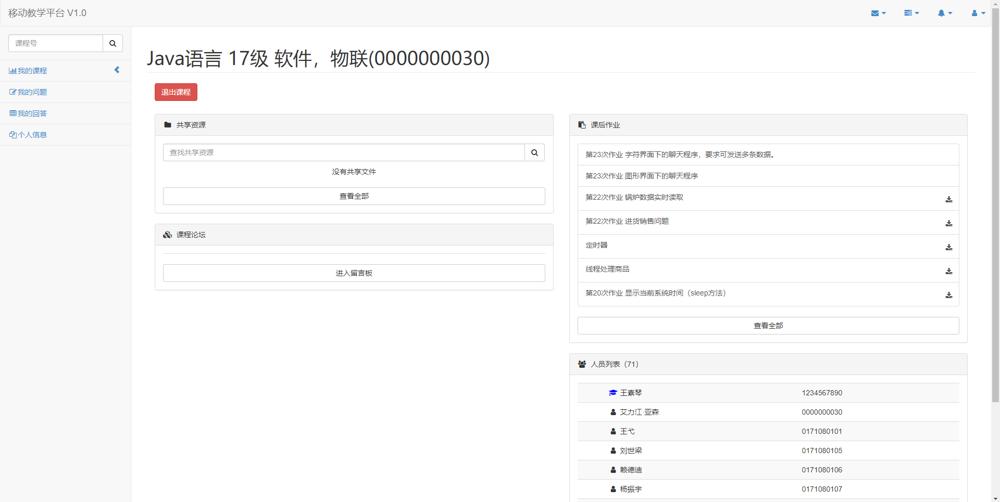 移动教学平台 V1.0
课程号
我的课程
我的问题
我的回答
个人信息
Java语言 17级 软件，物联(0000000030)
退出课程
共享资源
查找共享资源
没有共享文件
查看全部
课程论坛
进入留言板
课后作业
第23次作业 字符界面下的聊天程序，要求可发送多条数据。
第23次作业 图形界面下的聊天程序
第22次作业 锅炉数据实时读取
第22次作业 进货销售问题
定时器
线程处理商品
第20次作业 显示当前系统时间（sleep方法）
查看全部
人员列表（71）
王素琴 1234567890
艾力江·亚森 0000000030
王弋 0171080101
刘世梁 0171080105
赖德迪 0171080106
杨振宇 0171080107